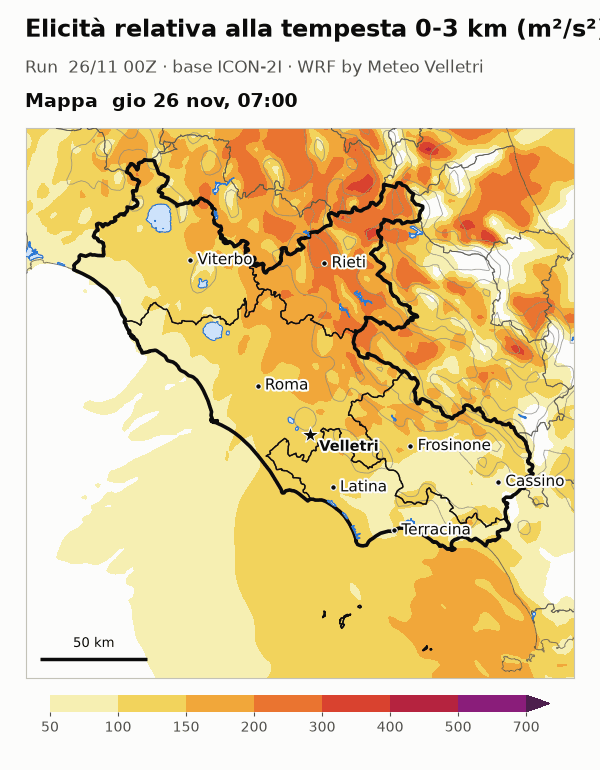 Elicità relativa alla tempesta 0-3 km (m²/s²)
Run  26/11 00Z · base ICON-2I · WRF by Meteo Velletri
Mappa  gio 26 nov, 07:00
Viterbo
Rieti
Roma
Velletri
Frosinone
Cassino
Latina
Terracina
50 km
50 100 150 200 300 400 500 700